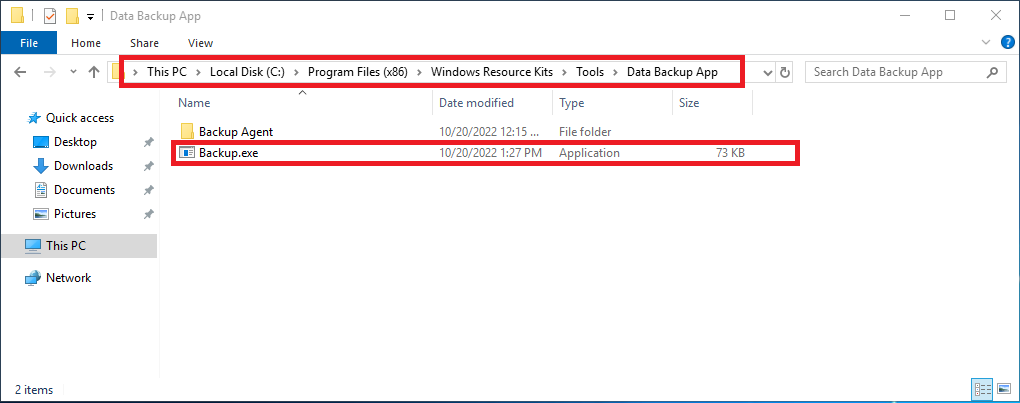 Data Backup App
File Home Share View
This PC Local Disk (C:) Program Files (x86) Windows Resource Kits Tools Data Backup App
Search Data Backup App
Name Date modified Type Size
Quick access
Desktop
Downloads
Documents
Pictures
This PC
Network
Backup Agent 10/20/2022 12:15 ... File folder
Backup.exe 10/20/2022 1:27 PM Application 73 KB
2 items